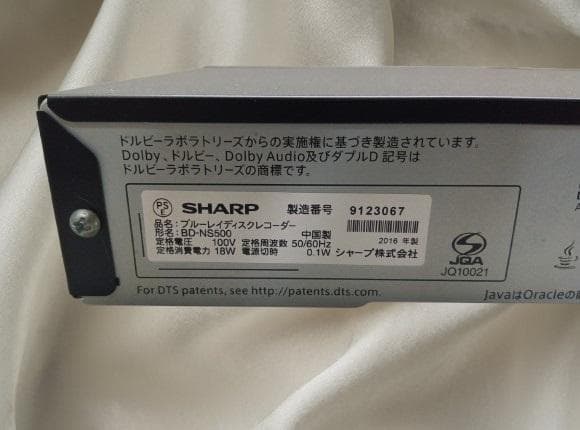 ドルビーラボラトリーズからの実施権に基づき製造されています。
Dolby、ドルビー、Dolby Audio及びダブルD 記号は
ドルビーラボラトリーズの商標です。
PSE SHARP 製造番号 9123067
品名: ブルーレイディスクレコーダー
形名: BD-NS500 中国製 2016 年製
定格電圧 100V 定格周波数 50/60Hz
定格消費電力 18W 電源切時 0.1W シャープ株式会社
JQA
JQ10021
For DTS patents, see http://patents.dts.com.
JavaはOracleの